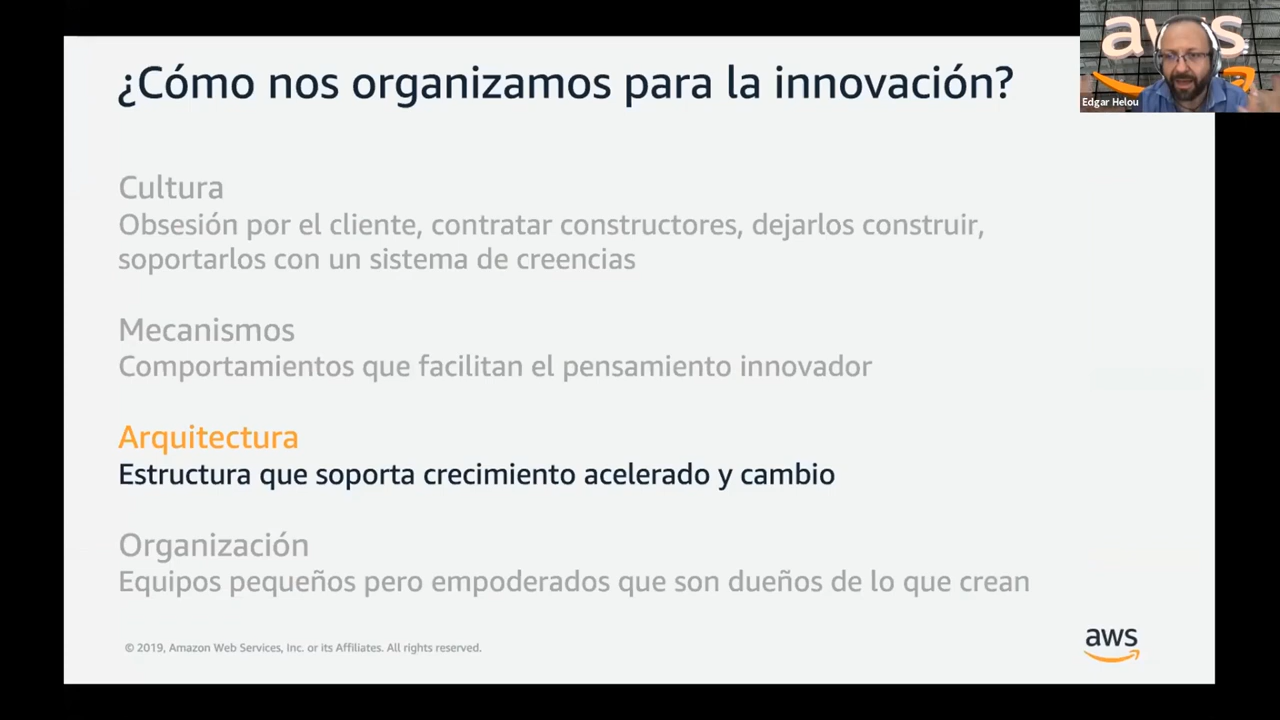 ¿Cómo nos organizamos para la innovación?
aws
Edgar Helou
Cultura
Obsesión por el cliente, contratar constructores, dejarlos construir,
soportarlos con un sistema de creencias
Mecanismos
Comportamientos que facilitan el pensamiento innovador
Arquitectura
Estructura que soporta crecimiento acelerado y cambio
Organización
Equipos pequeños pero empoderados que son dueños de lo que crean
© 2019, Amazon Web Services, Inc. or its Affiliates. All rights reserved.
aws